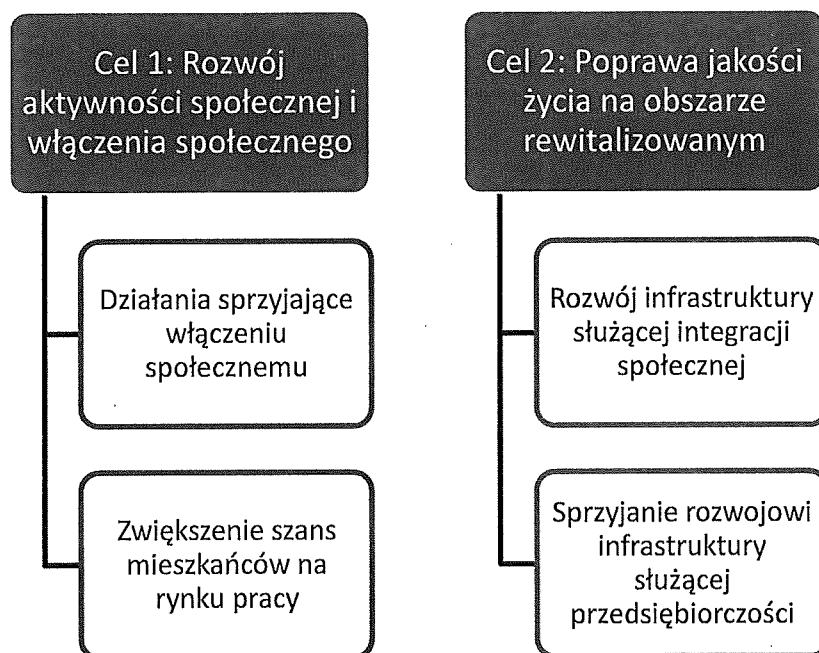 Cel 1: Rozwój
aktywności społecznej i
włączenia społecznego
Działania sprzyjające
włączeniu
społecznemu
Zwiększenie szans
mieszkańców na
rynku pracy
Cel 2: Poprawa jakości
życia na obszarze
rewitalizowanym
Rozwój infrastruktury
służącej integracji
społecznej
Sprzyjanie rozwojowi
infrastruktury
służącej
przedsiębiorczości